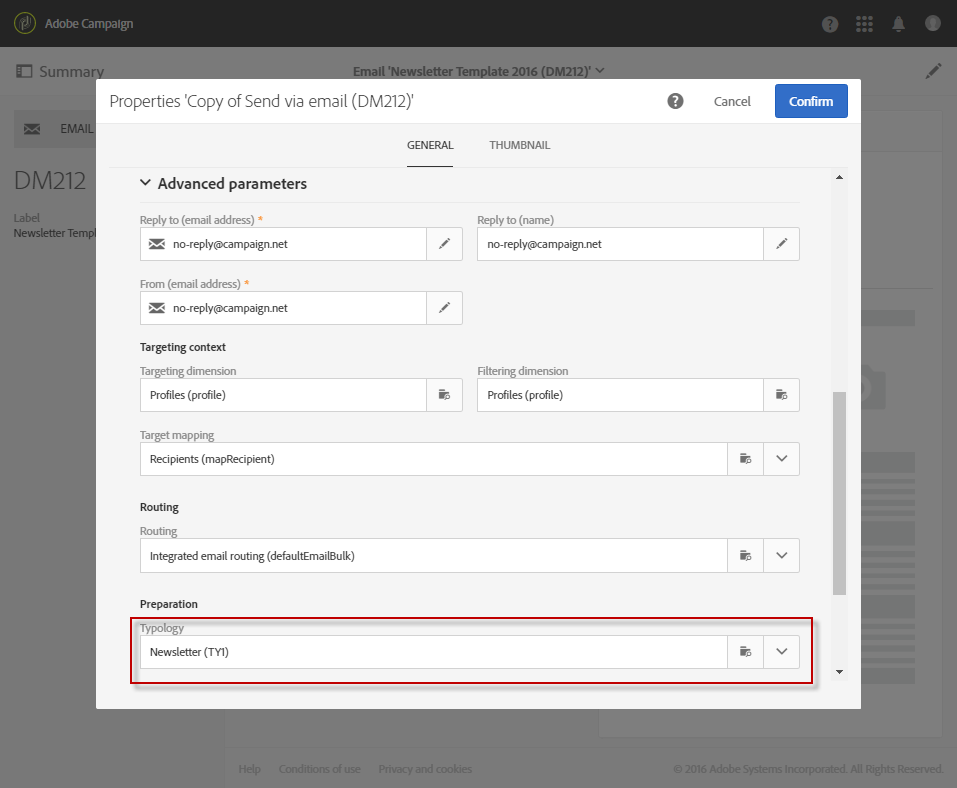 Adobe Campaign
Summary
Email 'Newsletter Template 2016 (DM212)'
Properties 'Copy of Send via email (DM212)'
Cancel
Confirm
EMAIL
GENERAL
THUMBNAIL
DM212
Label
Newsletter Templ
Advanced parameters
Reply to (email address) *
Reply to (name)
no-reply@campaign.net
no-reply@campaign.net
From (email address) *
no-reply@campaign.net
Targeting context
Targeting dimension
Filtering dimension
Profiles (profile)
Profiles (profile)
Target mapping
Recipients (mapRecipient)
Routing
Routing
Integrated email routing (defaultEmailBulk)
Preparation
Typology
Newsletter (TY1)
Help
Conditions of use
Privacy and cookies
© 2016 Adobe Systems Incorporated. All Rights Reserved.